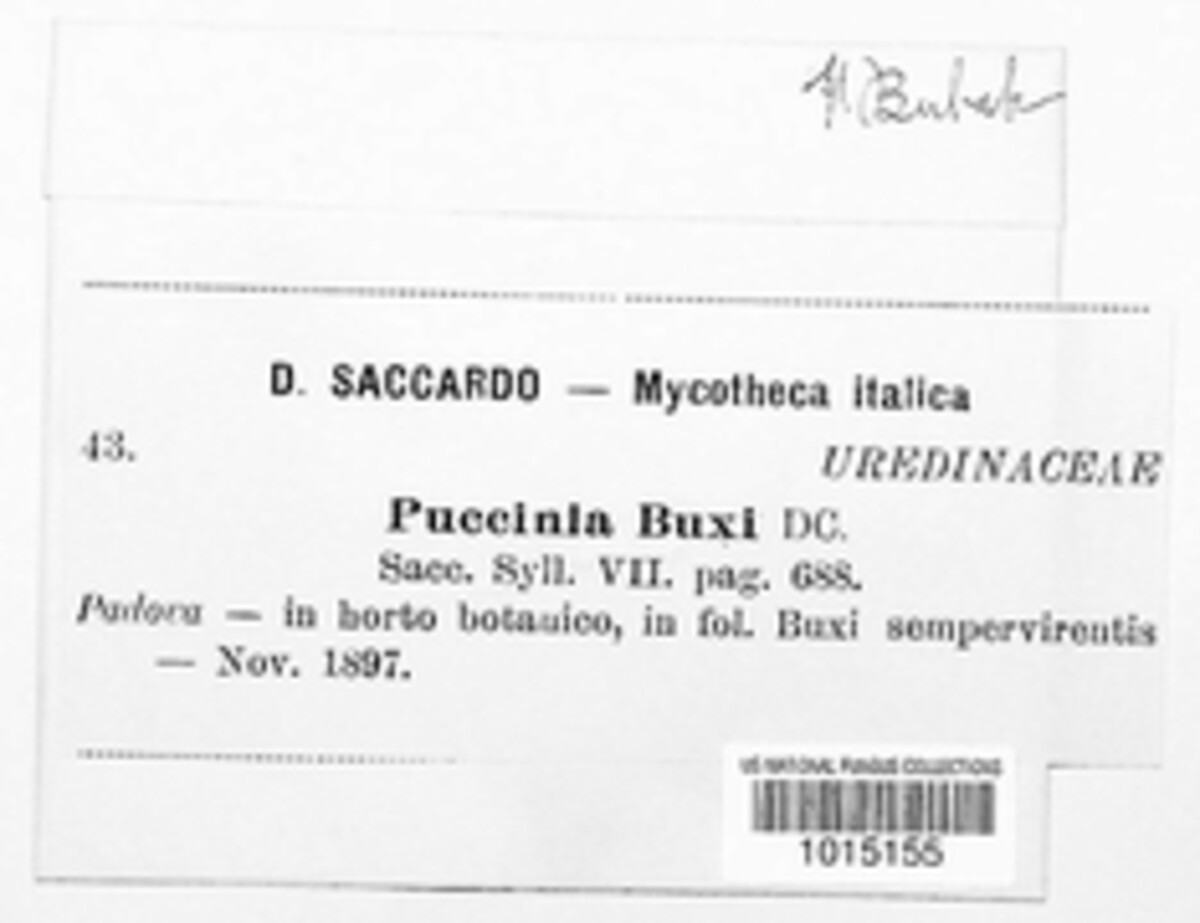 Bubak
D. SACCARDO — Mycotheca italica
43.
UREDINACEAE
Puccinia Buxi DC.
Sacc. Syll. VII. pag. 688.
Padova — in horto botanico, in fol. Buxi sempervirentis
— Nov. 1897.
US NATIONAL FUNGUS COLLECTIONS
1015155